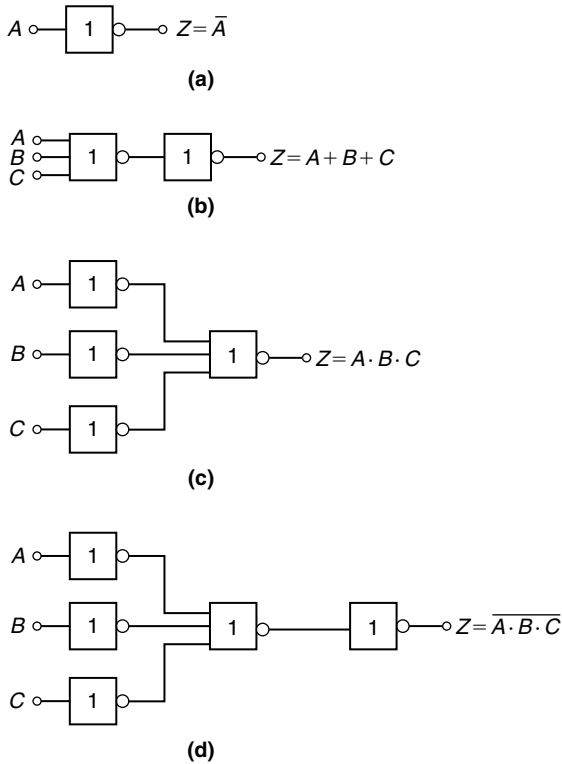 A 1 Z = A̅
(a)
A
B 1 1 Z = A + B + C
C
(b)
A 1
B 1 1 Z = A · B · C
C 1
(c)
A 1
B 1 1 1 Z = A̅ ̅·̅ ̅B̅ ̅·̅ ̅C̅
C 1
(d)